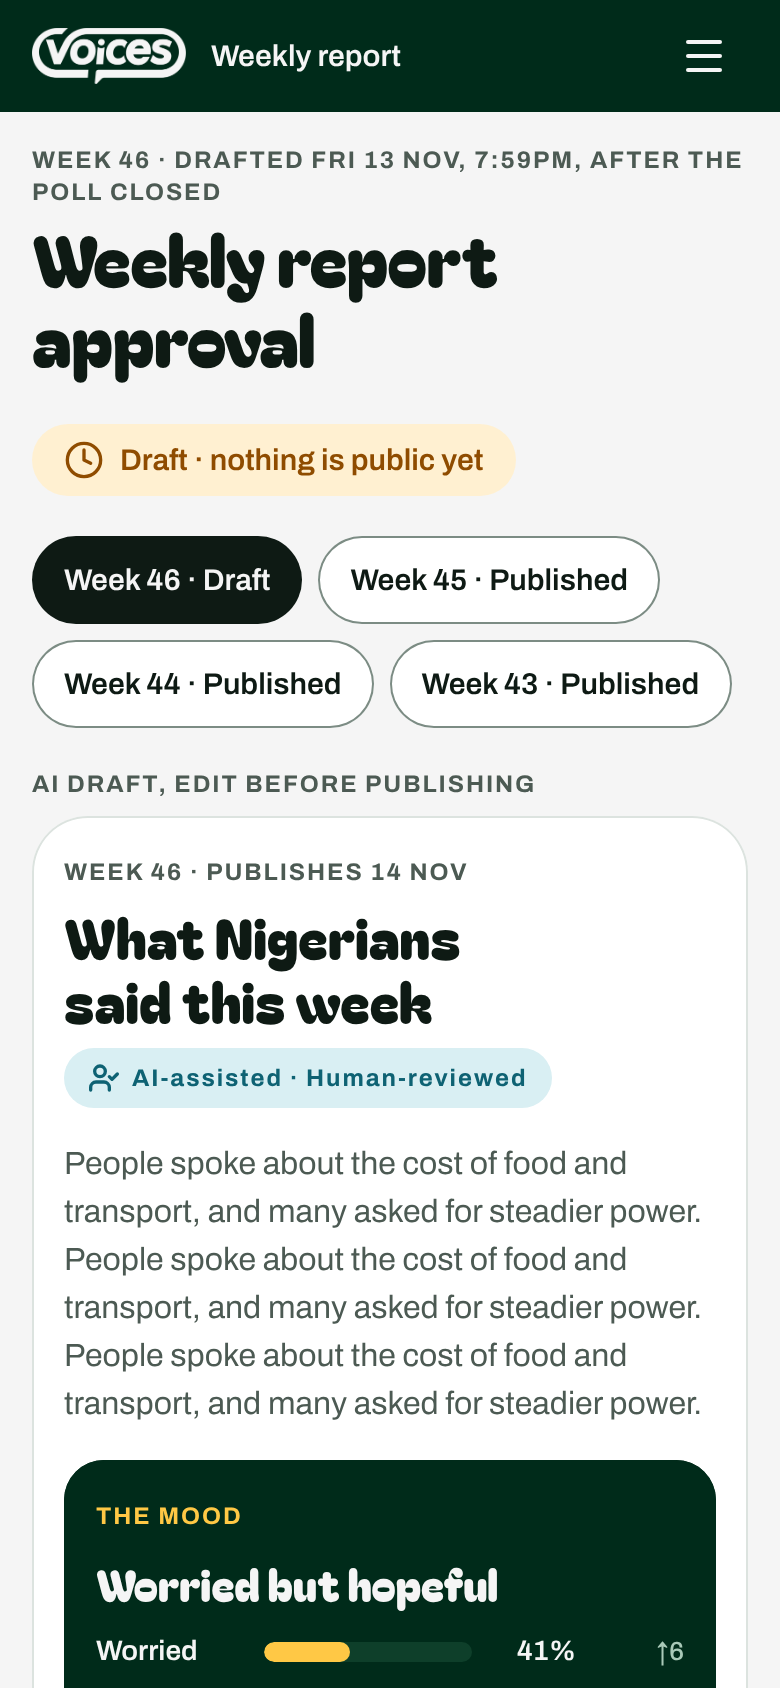 Voices
Weekly report
WEEK 46 · DRAFTED FRI 13 NOV, 7:59PM, AFTER THE
POLL CLOSED
Weekly report
approval
Draft · nothing is public yet
Week 46 · Draft
Week 45 · Published
Week 44 · Published
Week 43 · Published
AI DRAFT, EDIT BEFORE PUBLISHING
WEEK 46 · PUBLISHES 14 NOV
What Nigerians
said this week
AI-assisted · Human-reviewed
People spoke about the cost of food and
transport, and many asked for steadier power.
People spoke about the cost of food and
transport, and many asked for steadier power.
People spoke about the cost of food and
transport, and many asked for steadier power.
THE MOOD
Worried but hopeful
Worried 41% ↑6